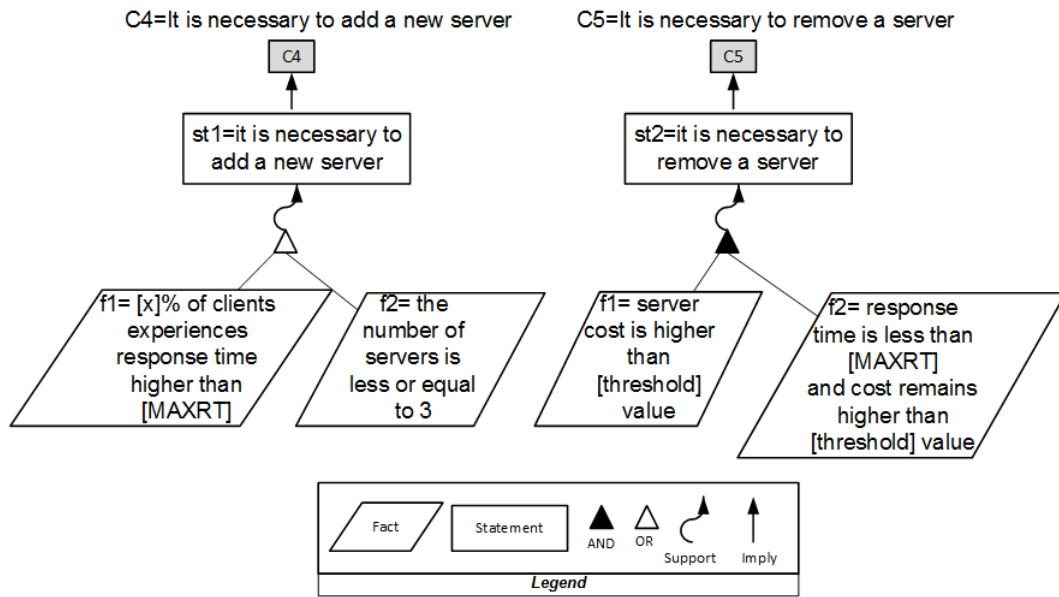 C4=It is necessary to add a new server
C5=It is necessary to remove a server
C4
C5
st1=it is necessary to
add a new server
st2=it is necessary to
remove a server
f1= [x]% of clients
experiences
response time
higher than
[MAXRT]
f2= the
number of
servers is
less or equal
to 3
f1= server
cost is higher
than
[threshold]
value
f2= response
time is less than
[MAXRT]
and cost remains
higher than
[threshold] value
Fact
Statement
AND
OR
Support
Imply
Legend